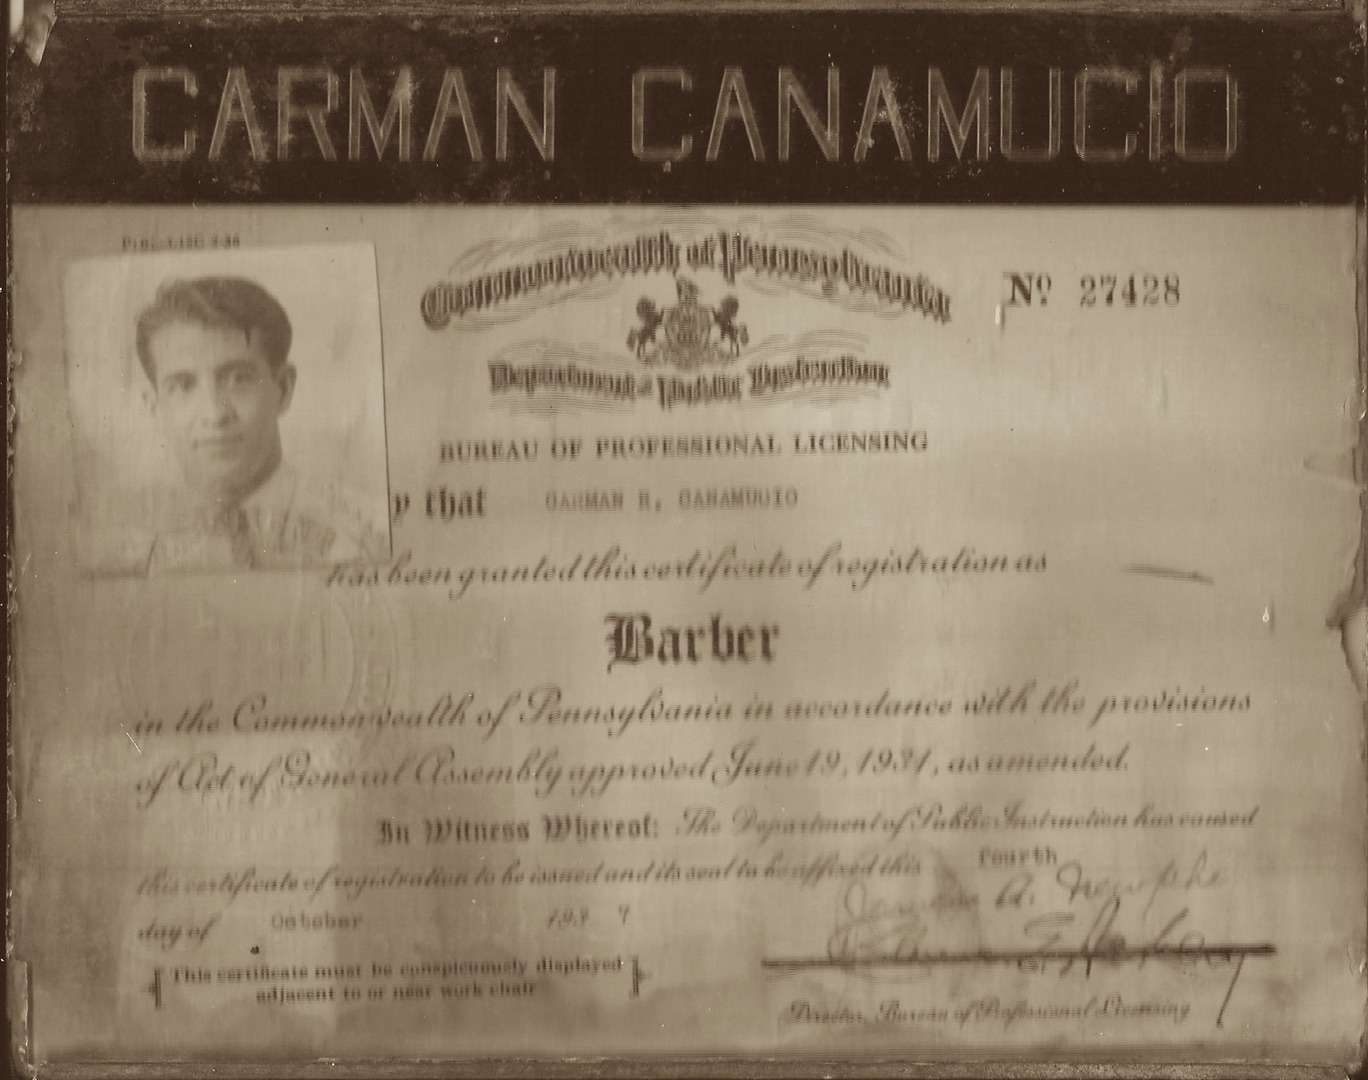 CARMAN CANAMUCIO
Commonwealth of Pennsylvania
Nº 27428
Department of Public Instruction
BUREAU OF PROFESSIONAL LICENSING
y that CARMAN R. CANAMUCIO
has been granted this certificate of registration as
Barber
in the Commonwealth of Pennsylvania in accordance with the provisions
of Act of General Assembly approved June 19, 1931, as amended.
In Witness Whereof: The Department of Public Instruction has caused
this certificate of registration to be issued and its seal to be affixed this fourth
day of October 193 7
This certificate must be conspicuously displayed
adjacent to or near work chair
Director, Bureau of Professional Licensing